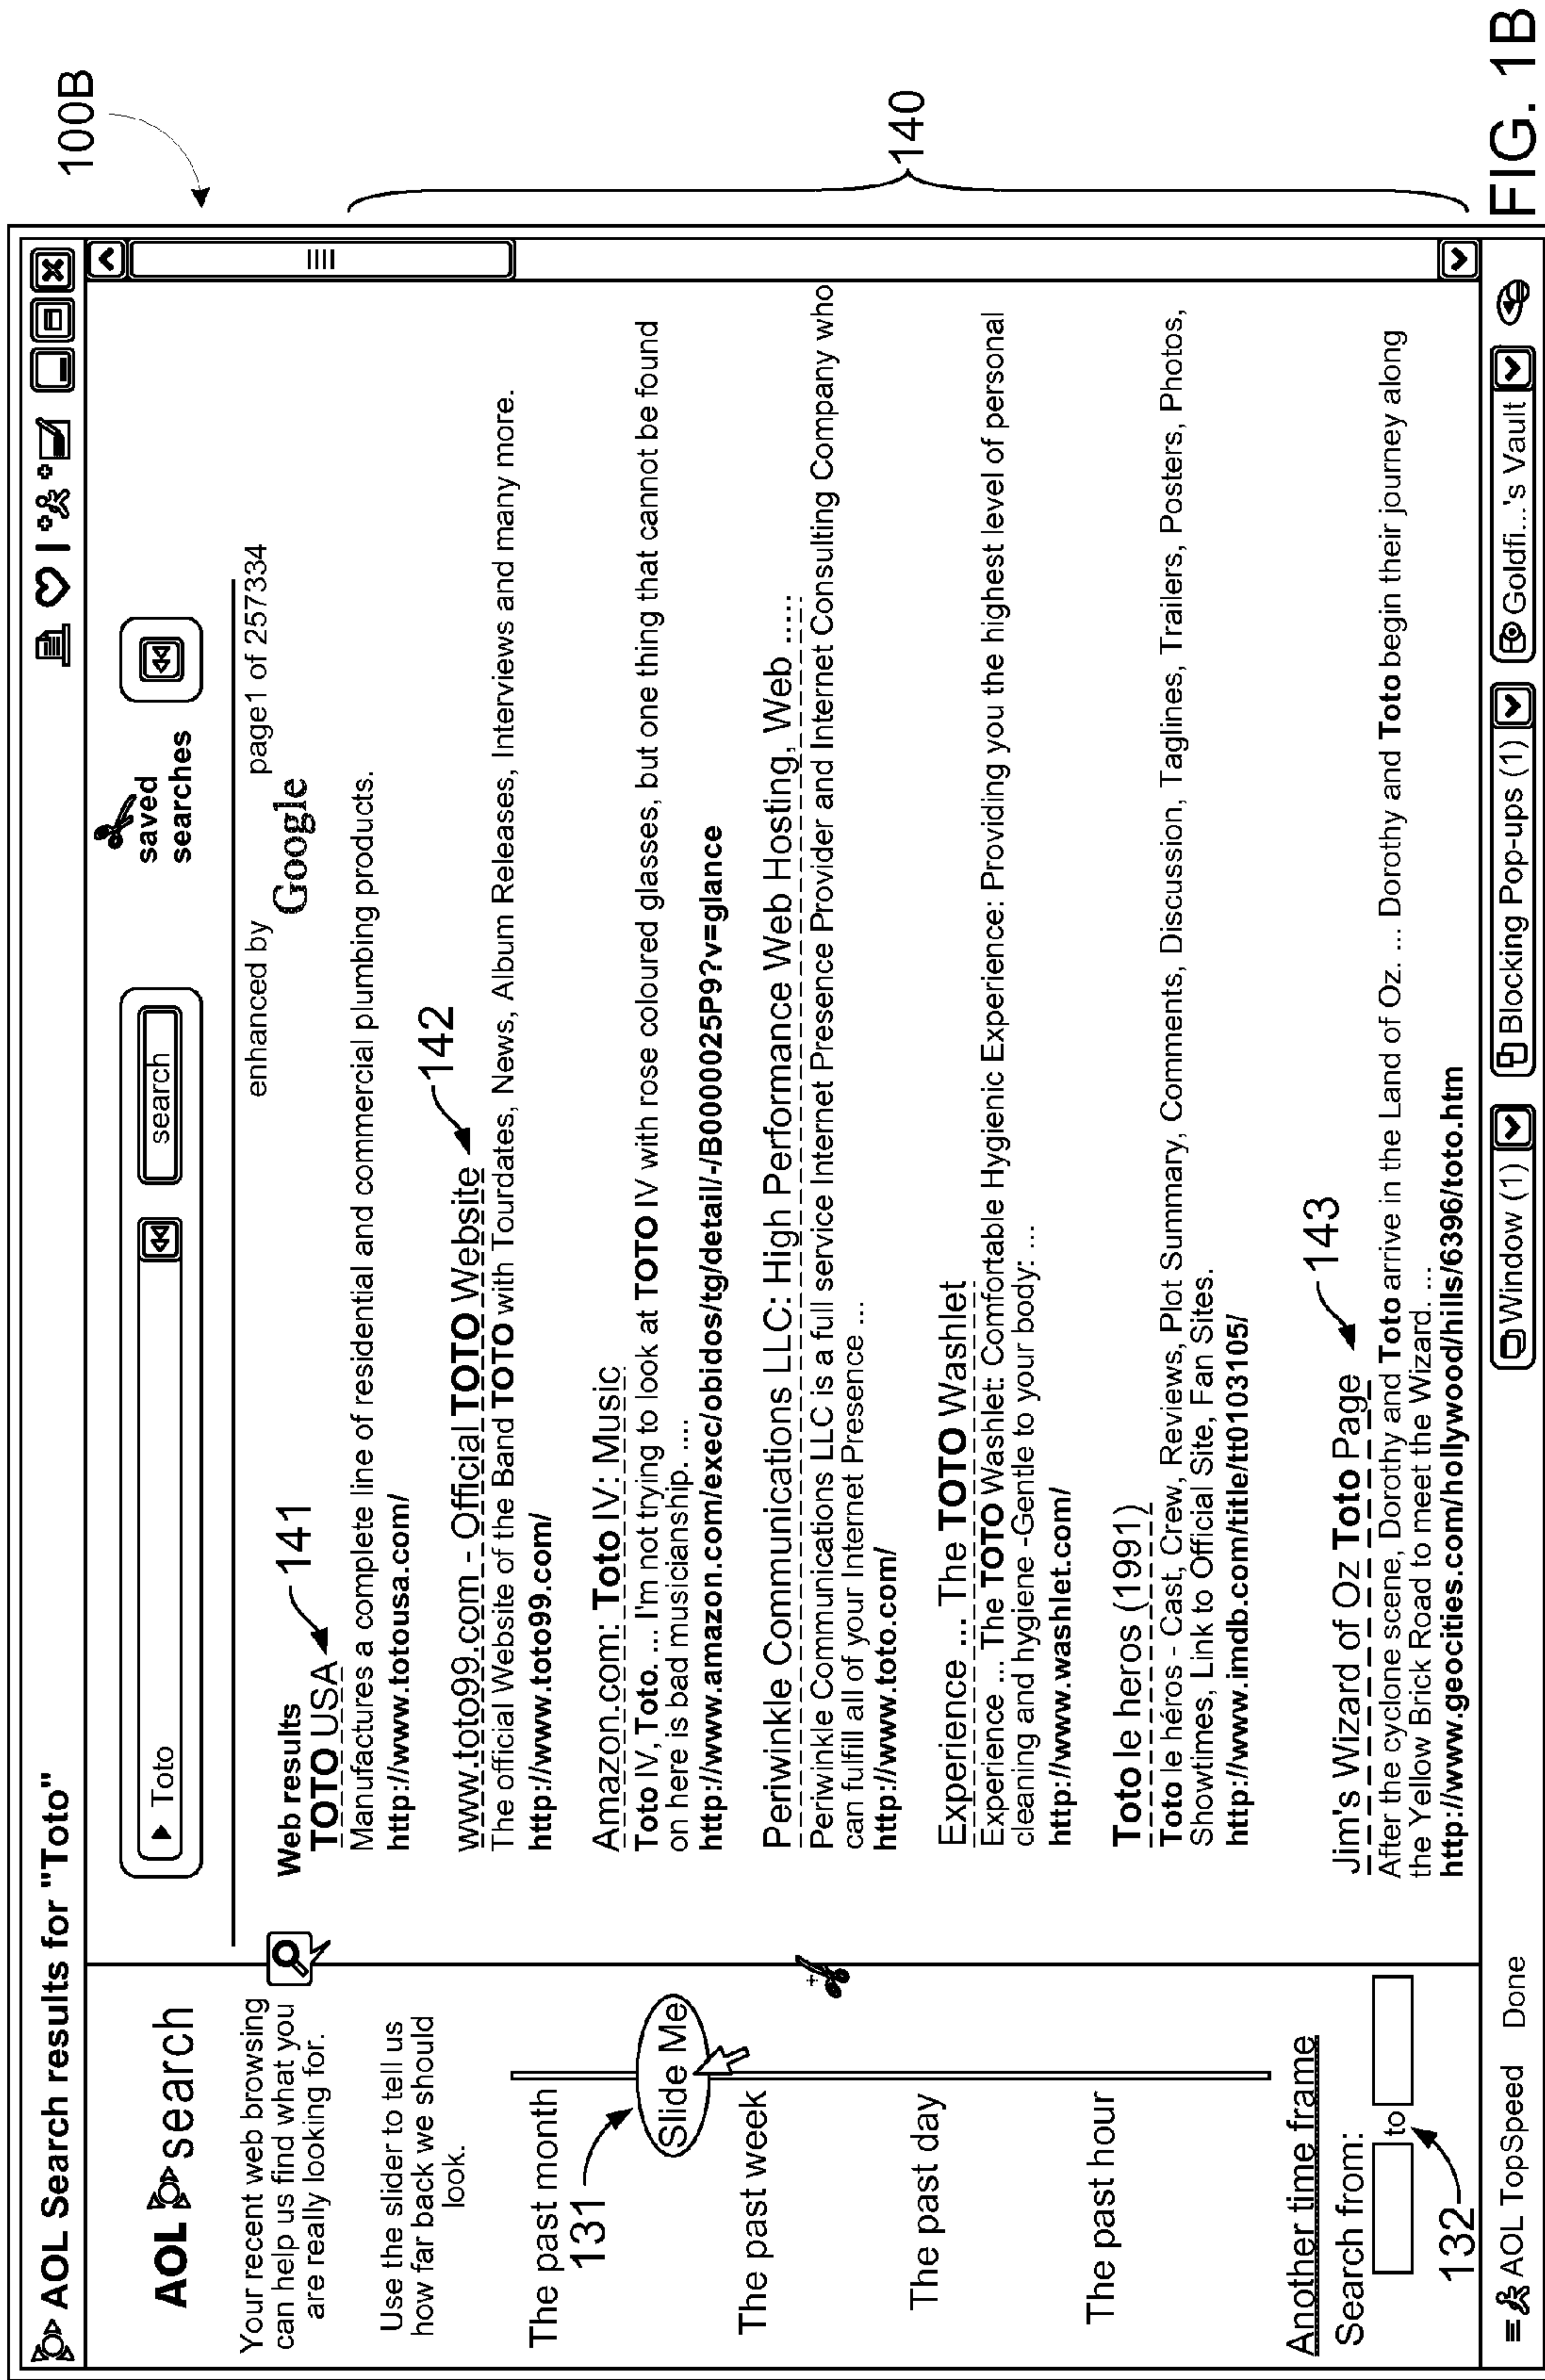 100B
AOL Search results for "Toto"
AOL search
Your recent web browsing
can help us find what you
are really looking for.
Use the slider to tell us
how far back we should
look.
The past month
131
Slide Me
The past week
The past day
The past hour
Another time frame
Search from:
to
132
Toto
search
saved
searches
enhanced by
Google
page1 of 257334
Web results
TOTO USA
141
Manufactures a complete line of residential and commercial plumbing products.
http://www.totousa.com/
www.toto99.com - Official TOTO Website
142
The official Website of the Band TOTO with Tourdates, News, Album Releases, Interviews and many more.
http://www.toto99.com/
Amazon.com: Toto IV: Music
Toto IV, Toto. ... I'm not trying to look at TOTO IV with rose coloured glasses, but one thing that cannot be found
on here is bad musicianship. ...
http://www.amazon.com/exec/obidos/tg/detail/-/B0000025P9?v=glance
Periwinkle Communications LLC: High Performance Web Hosting, Web .....
Periwinkle Communications LLC is a full service Internet Presence Provider and Internet Consulting Company who
can fulfill all of your Internet Presence ...
http://www.toto.com/
Experience ... The TOTO Washlet
Experience ... The TOTO Washlet: Comfortable Hygienic Experience: Providing you the highest level of personal
cleaning and hygiene -Gentle to your body: ...
http://www.washlet.com/
Toto le heros (1991)
Toto le héros - Cast, Crew, Reviews, Plot Summary, Comments, Discussion, Taglines, Trailers, Posters, Photos,
Showtimes, Link to Official Site, Fan Sites.
http://www.imdb.com/title/tt0103105/
Jim's Wizard of Oz Toto Page
143
After the cyclone scene, Dorothy and Toto arrive in the Land of Oz. ... Dorothy and Toto begin their journey along
the Yellow Brick Road to meet the Wizard. ...
http://www.geocities.com/hollywood/hills/6396/toto.htm
140
AOL TopSpeed Done
Window (1)
Blocking Pop-ups (1)
Goldfi...'s Vault
FIG. 1B